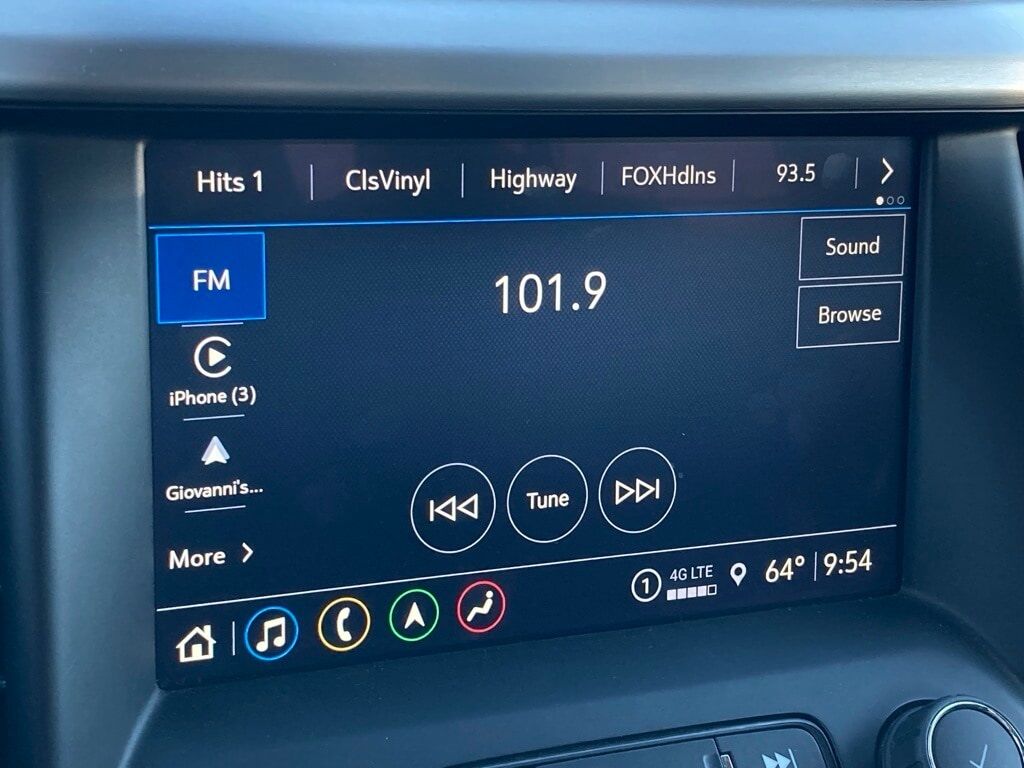 Hits 1 ClsVinyl Highway FOXHdlns 93.5
FM
101.9
Sound
Browse
iPhone (3)
Giovanni's...
Tune
More
1 4G LTE 64° 9:54